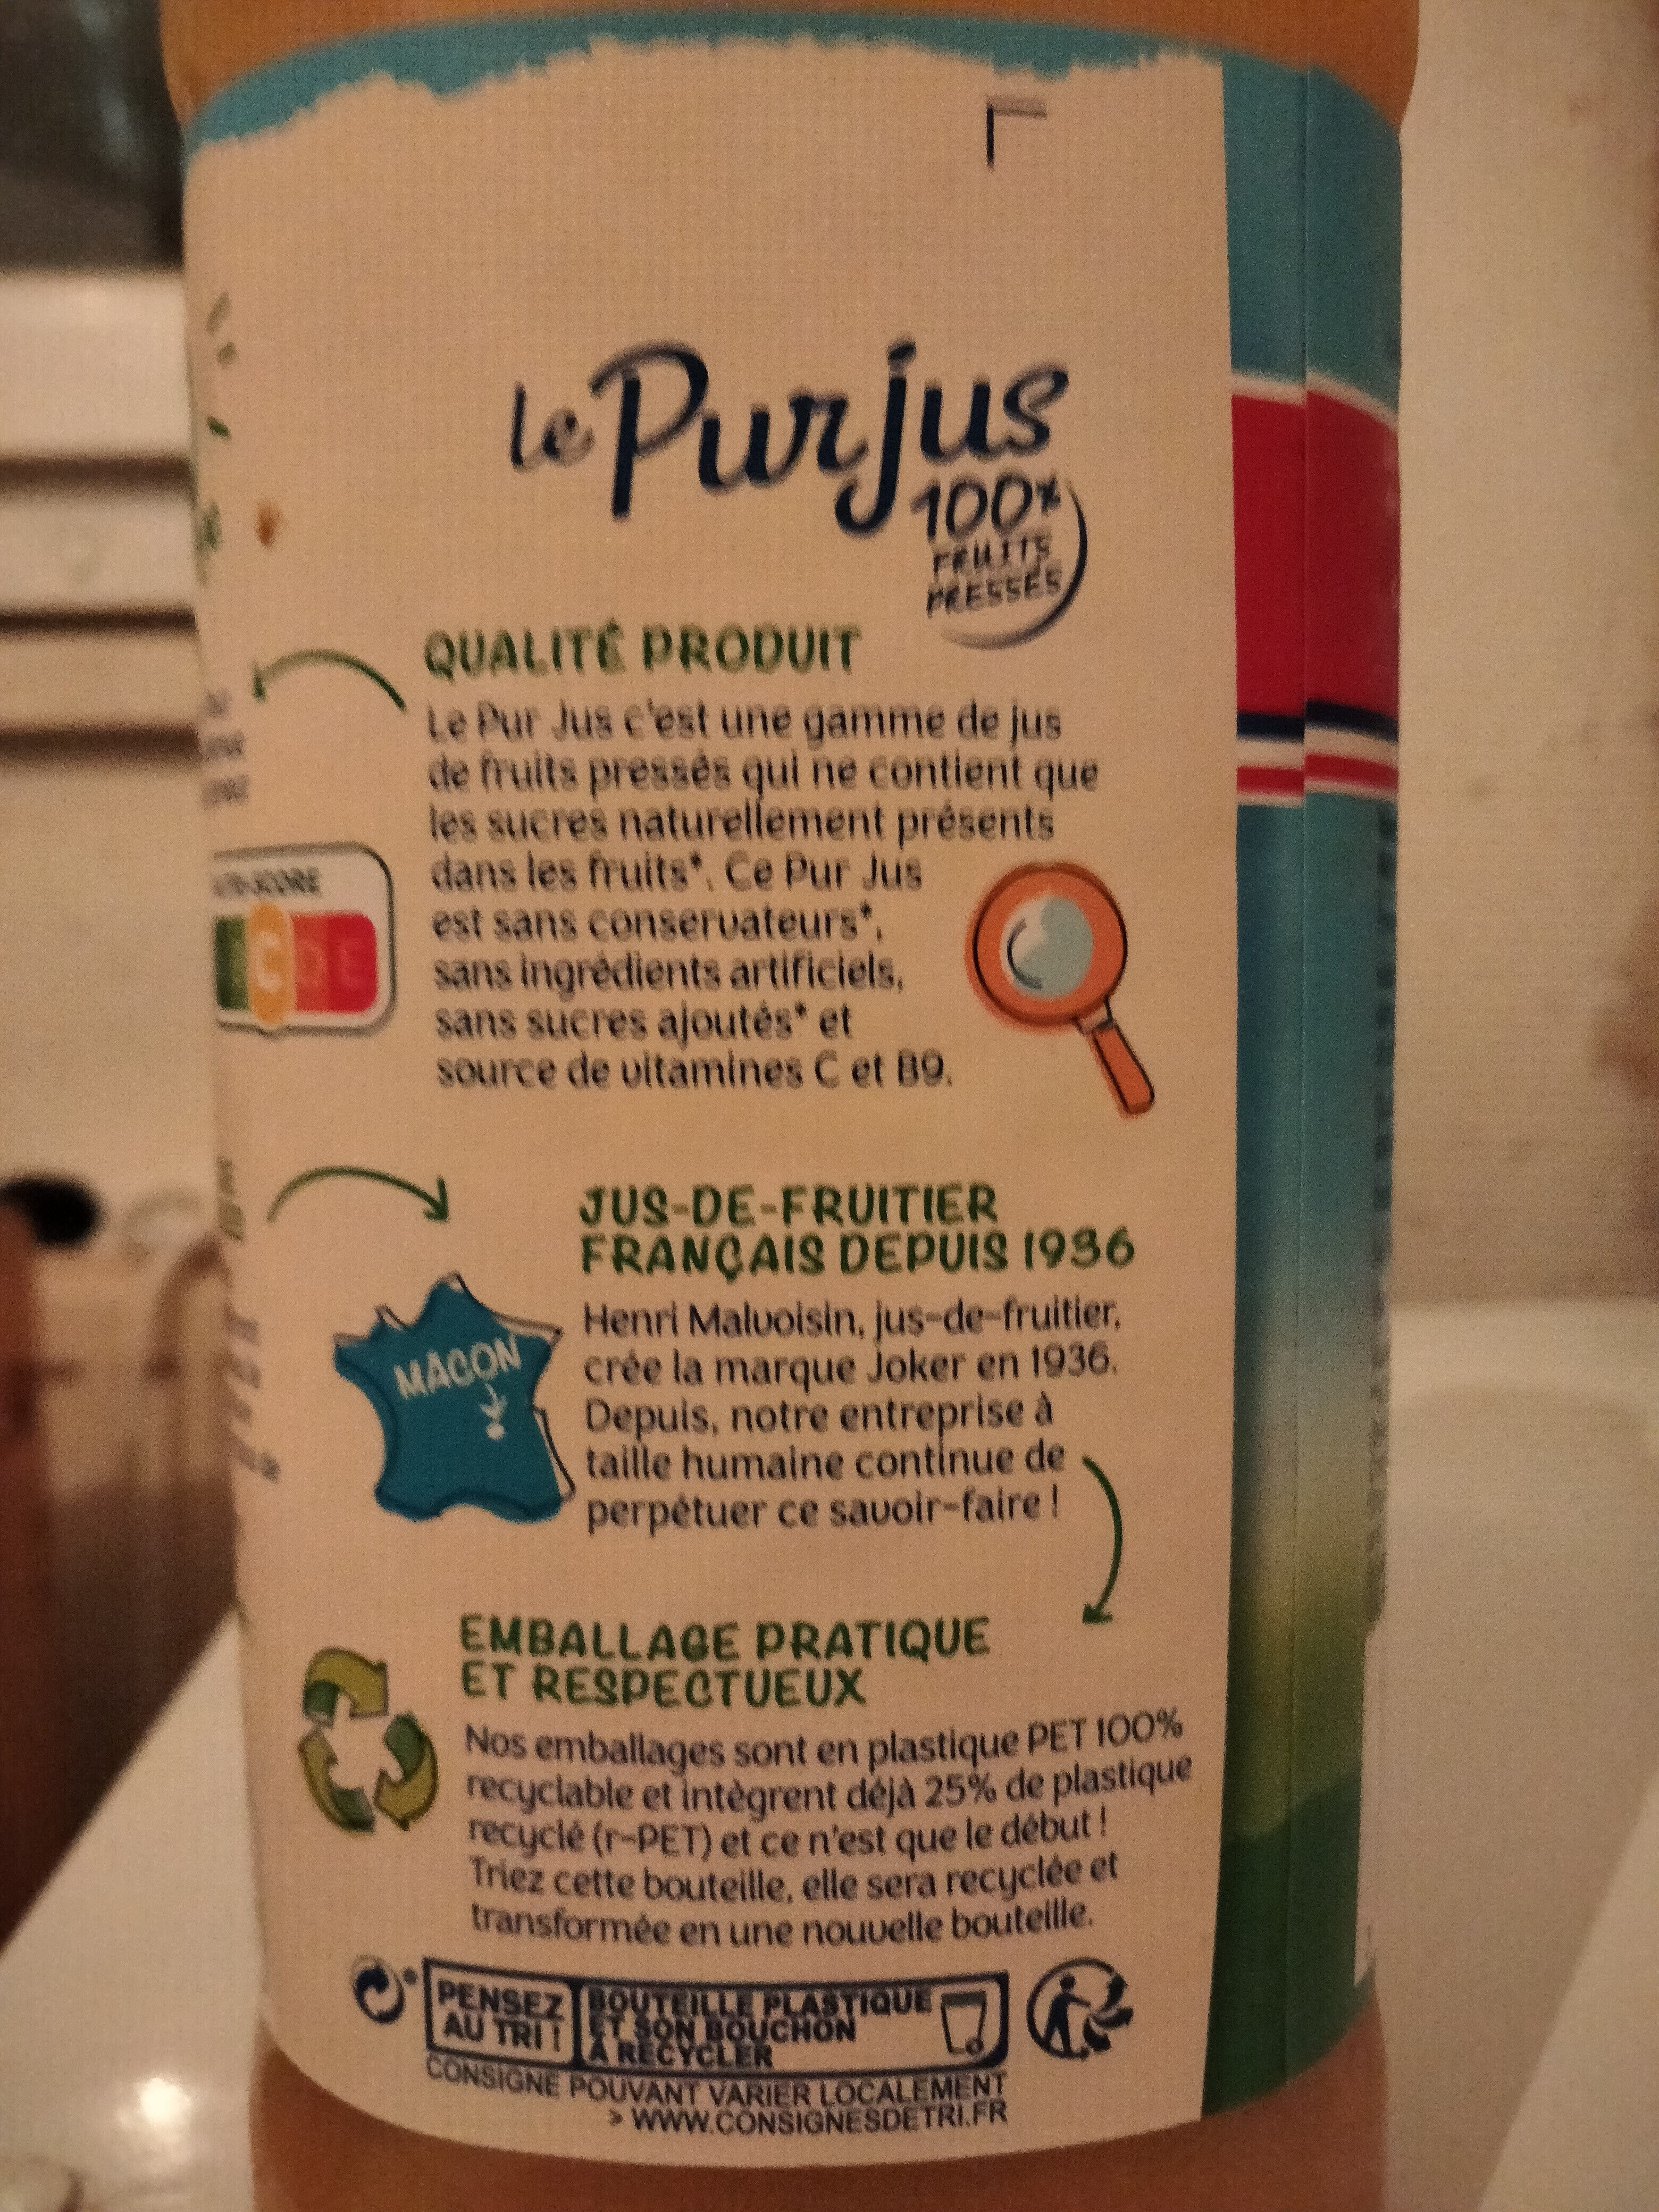 le Pur jus
100%
FRUITS
PRESSÉS
QUALITÉ PRODUIT
Le Pur Jus c'est une gamme de jus
de fruits pressés qui ne contient que
les sucres naturellement présents
dans les fruits*. Ce Pur Jus
est sans conservateurs*,
sans ingrédients artificiels,
sans sucres ajoutés* et
source de vitamines C et B9.
C D E
JUS-DE-FRUITIER
FRANÇAIS DEPUIS 1936
MÂCON
Henri Malvoisin, jus-de-fruitier,
crée la marque Joker en 1936.
Depuis, notre entreprise à
taille humaine continue de
perpétuer ce savoir-faire !
EMBALLAGE PRATIQUE
ET RESPECTUEUX
Nos emballages sont en plastique PET 100%
recyclable et intègrent déjà 25% de plastique
recyclé (r-PET) et ce n'est que le début !
Triez cette bouteille, elle sera recyclée et
transformée en une nouvelle bouteille.
PENSEZ
AU TRI !
BOUTEILLE PLASTIQUE
ET SON BOUCHON
À RECYCLER
CONSIGNE POUVANT VARIER LOCALEMENT
> WWW.CONSIGNESDETRI.FR